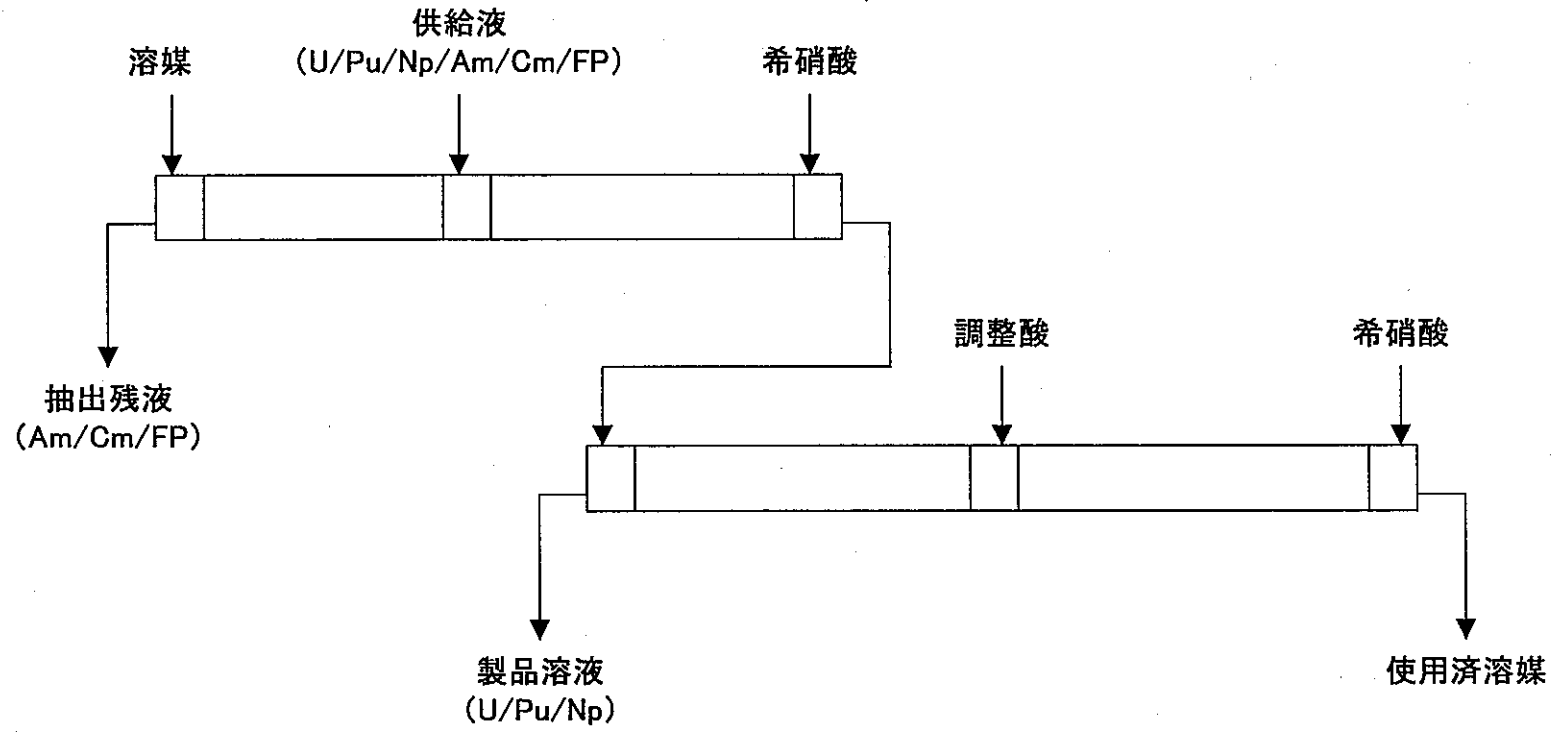 溶媒
供給液
(U/Pu/Np/Am/Cm/FP)
希硝酸
抽出残液
(Am/Cm/FP)
調整酸
希硝酸
製品溶液
(U/Pu/Np)
使用済溶媒